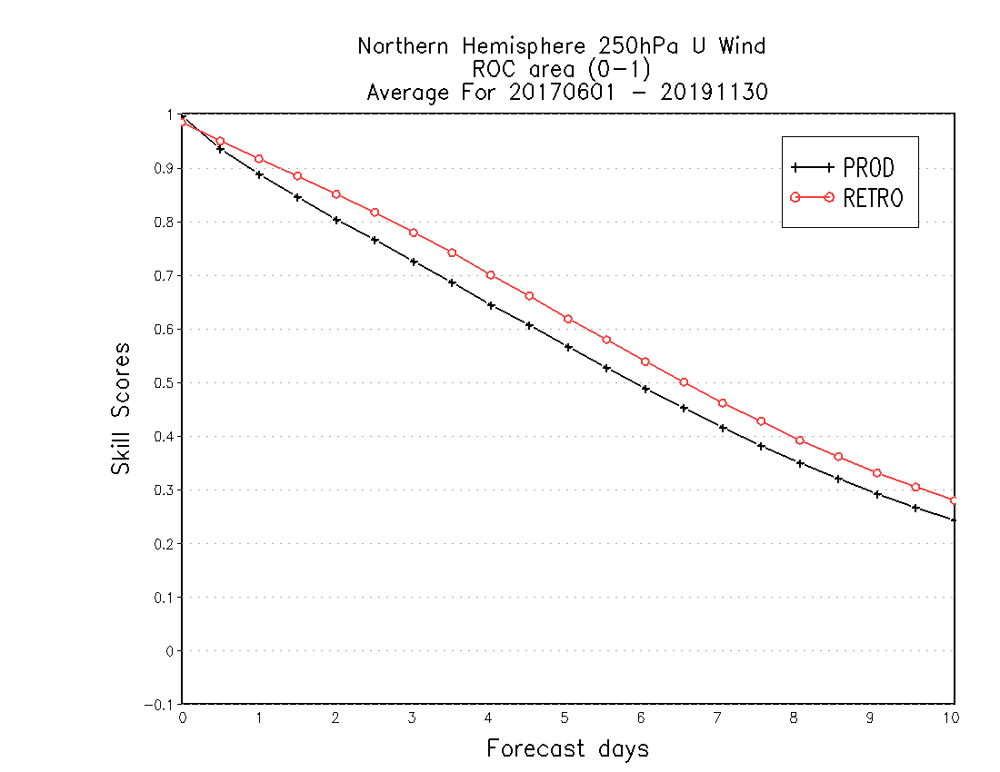 Northern Hemisphere 250hPa U Wind
ROC area (0-1)
Average For 20170601 - 20191130
PROD
RETRO
1
0.9
0.8
0.7
0.6
0.5
0.4
0.3
0.2
0.1
0
-0.1
Skill Scores
0 1 2 3 4 5 6 7 8 9 10
Forecast days